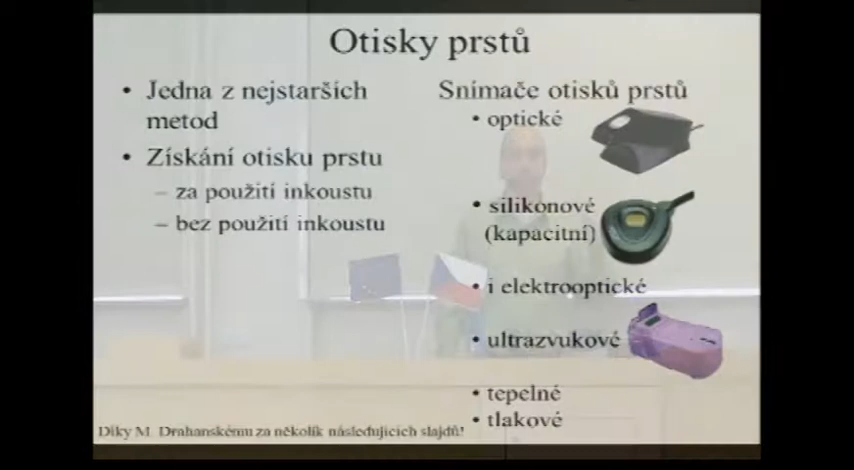 Otisky prstů
• Jedna z nejstarších
metod
• Získání otisku prstu
– za použití inkoustu
– bez použití inkoustu
Snímače otisků prstů
• optické
• silikonové
(kapacitní)
• i elektrooptické
• ultrazvukové
• tepelné
• tlakové
Díky M. Drahanskému za několik následujících slajdů!